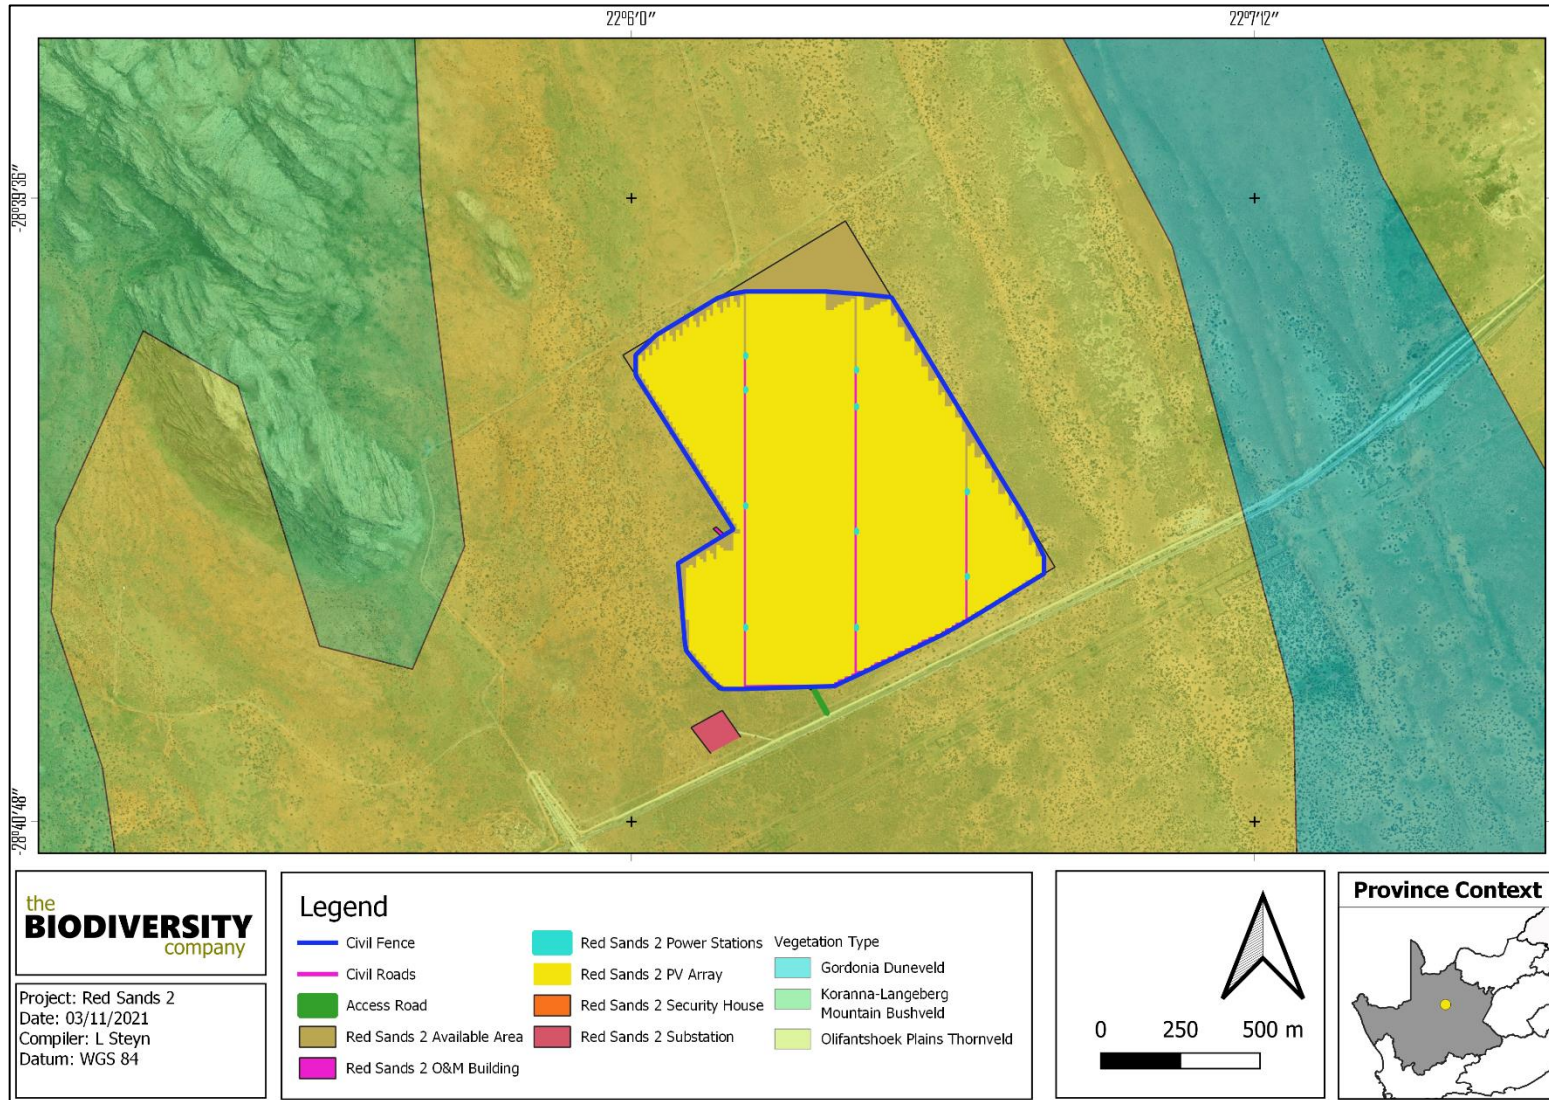 22°6′0″
22°7′12″
-28°39′36″
-28°40′48″
the
BIODIVERSITY
company
Project: Red Sands 2
Date: 03/11/2021
Compiler: L Steyn
Datum: WGS 84
Legend
Civil Fence
Civil Roads
Access Road
Red Sands 2 Available Area
Red Sands 2 O&M Building
Red Sands 2 Power Stations
Red Sands 2 PV Array
Red Sands 2 Security House
Red Sands 2 Substation
Vegetation Type
Gordonia Duneveld
Koranna-Langeberg
Mountain Bushveld
Olifantshoek Plains Thornveld
0 250 500 m
Province Context